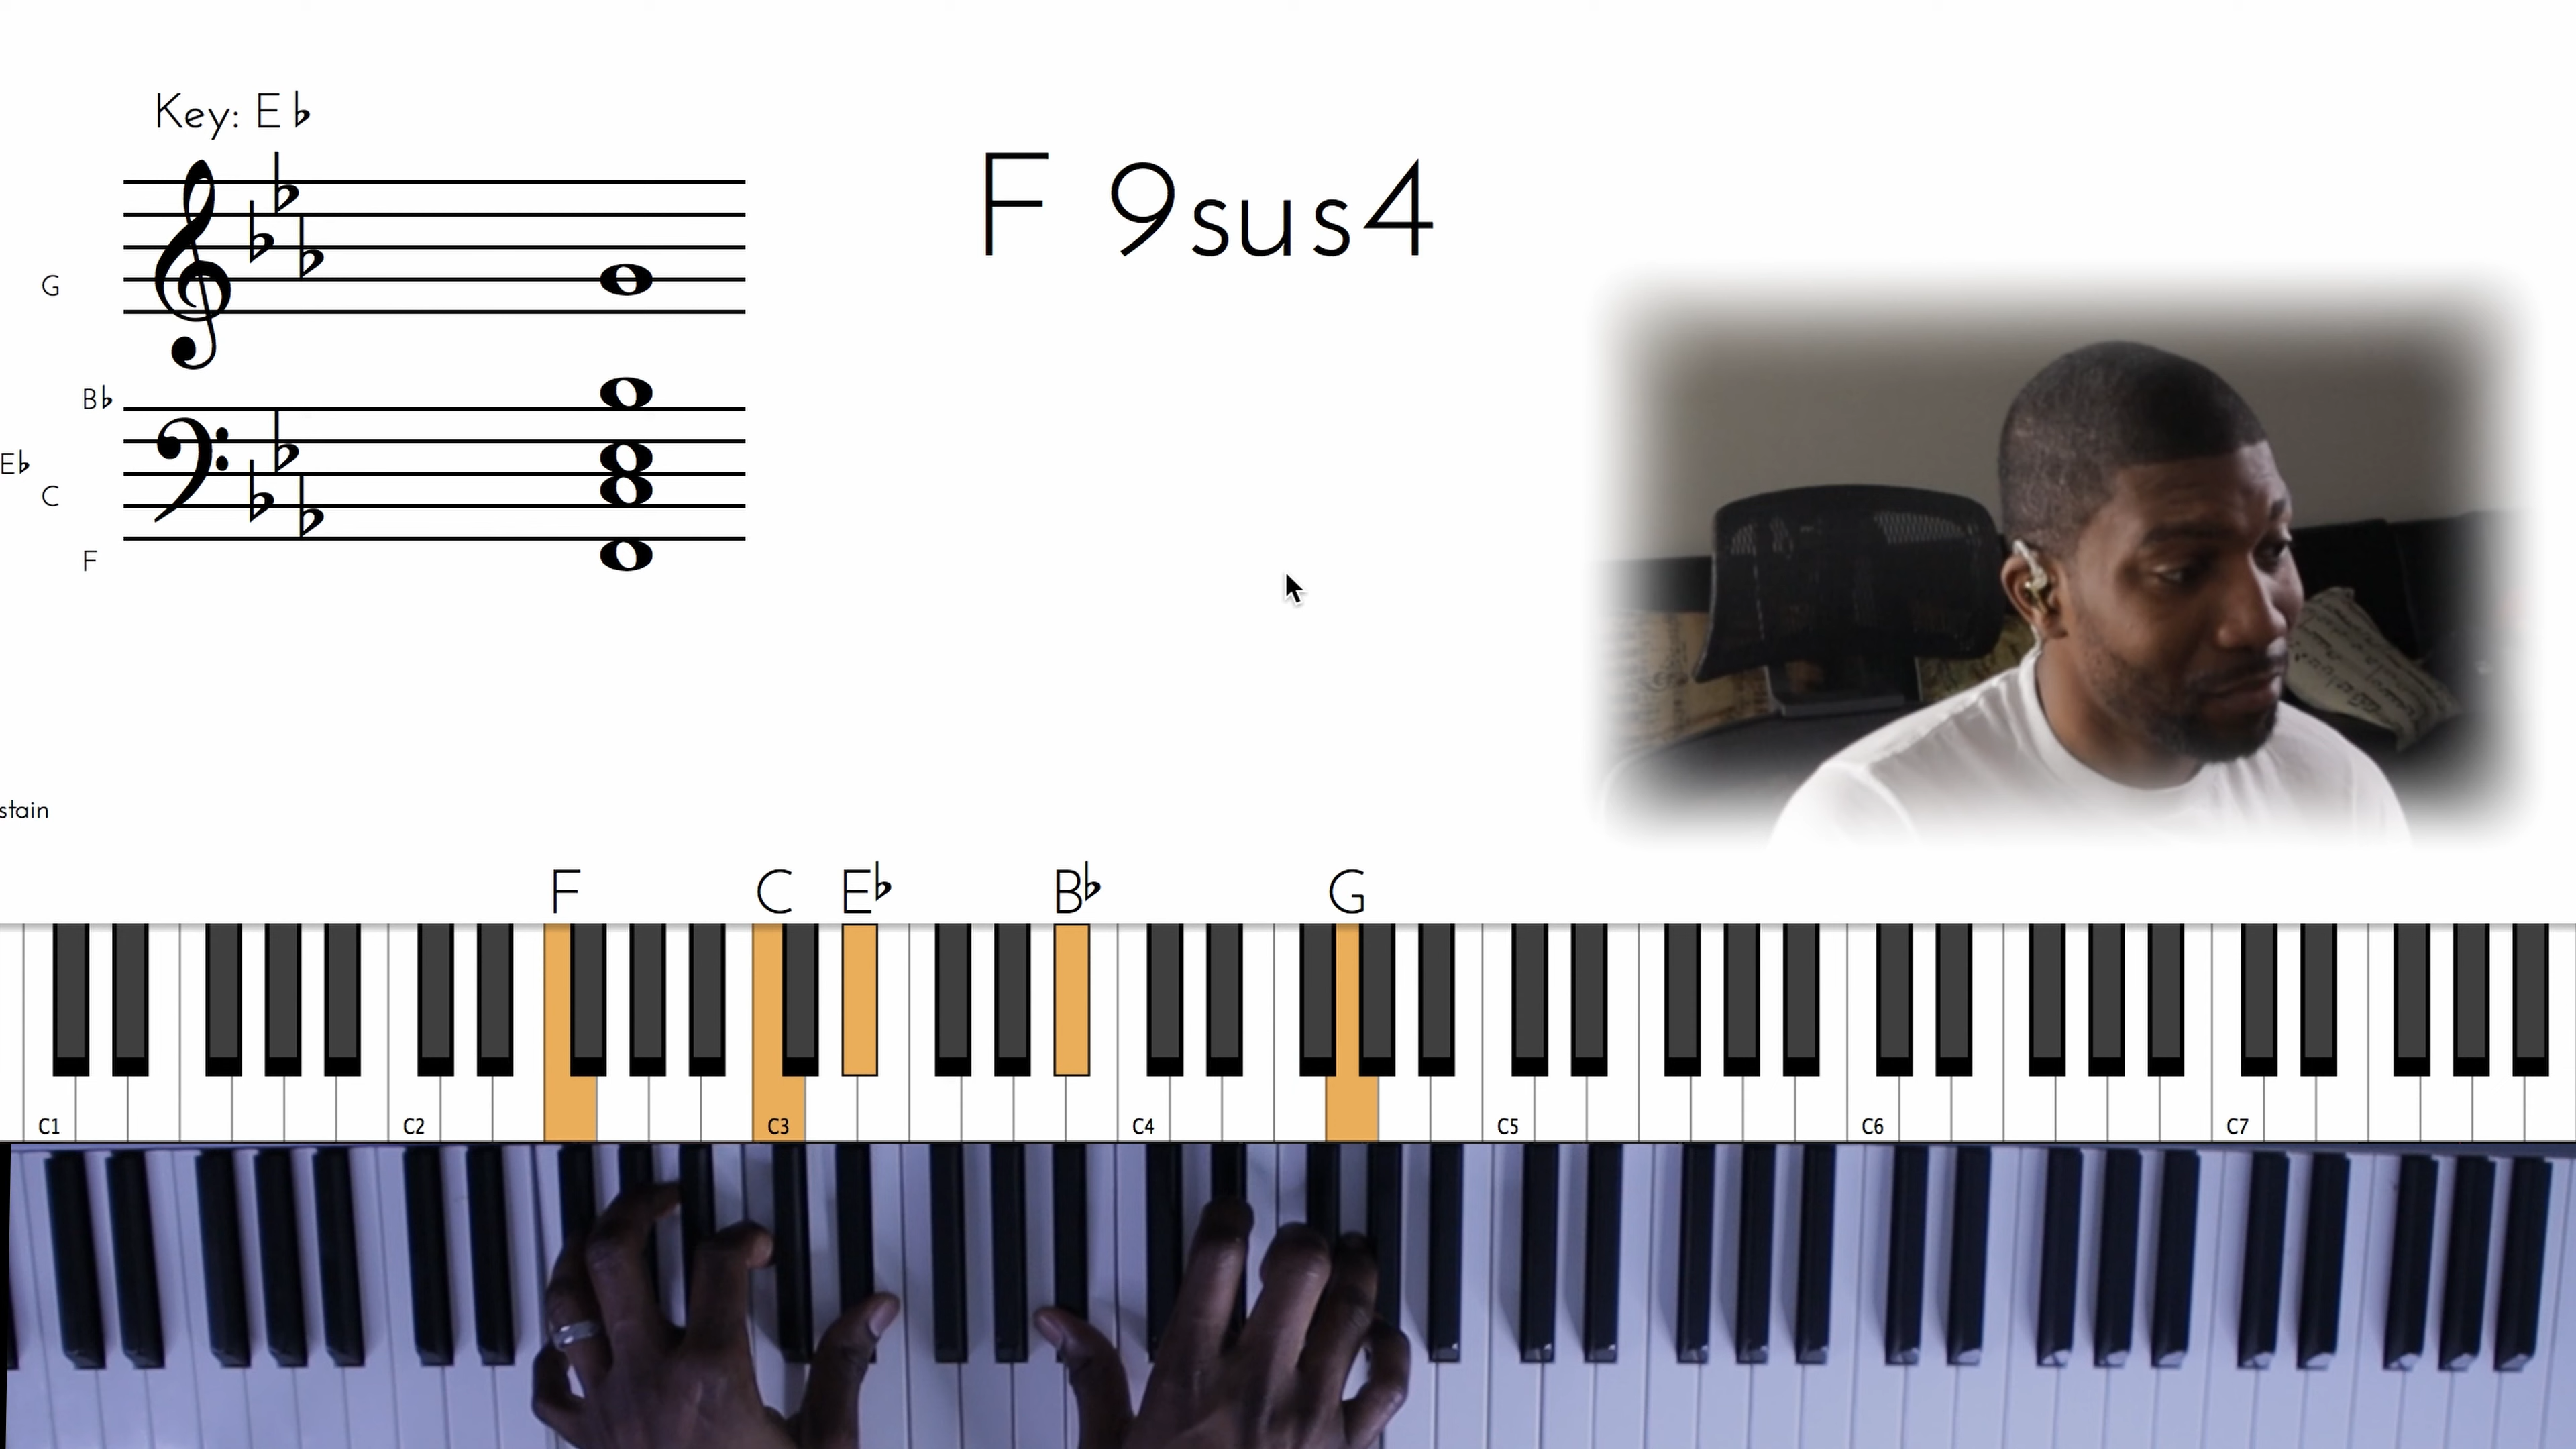 Key: E♭
F 9sus4
G
B♭
E♭
C
F
stain
F C E♭ B♭ G
C1 C2 C3 C4 C5 C6 C7